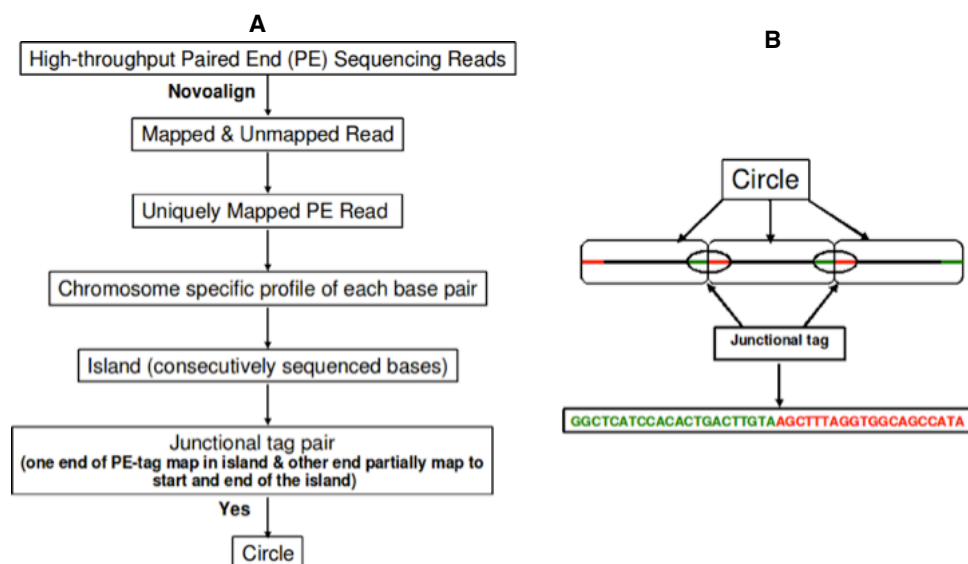 A
High-throughput Paired End (PE) Sequencing Reads
Novoalign
Mapped & Unmapped Read
Uniquely Mapped PE Read
Chromosome specific profile of each base pair
Island (consecutively sequenced bases)
Junctional tag pair
(one end of PE-tag map in island & other end partially map to
start and end of the island)
Yes
Circle
B
Circle
Junctional tag
GGCTCATCCACACTGACTTGTAAGCTTTAGGTGGCAGCCATA